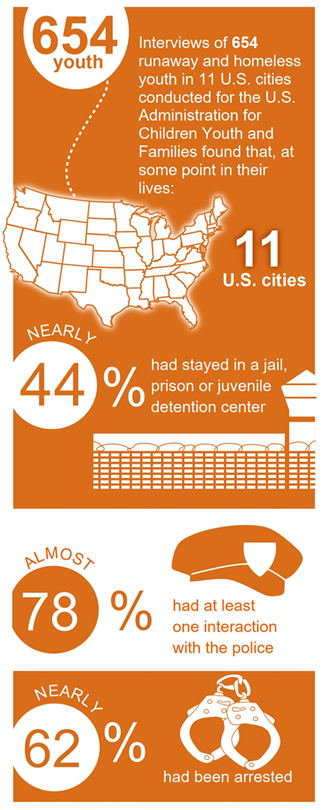 654
youth
Interviews of 654
runaway and homeless
youth in 11 U.S. cities
conducted for the U.S.
Administration for
Children Youth and
Families found that, at
some point in their
lives:
11
U.S. cities
NEARLY
44 %
had stayed in a jail,
prison or juvenile
detention center
ALMOST
78 %
had at least
one interaction
with the police
NEARLY
62 %
had been arrested